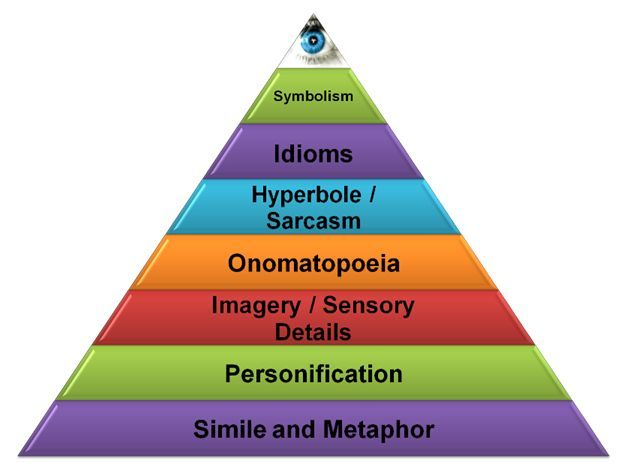 Symbolism
Idioms
Hyperbole /
Sarcasm
Onomatopoeia
Imagery / Sensory
Details
Personification
Simile and Metaphor